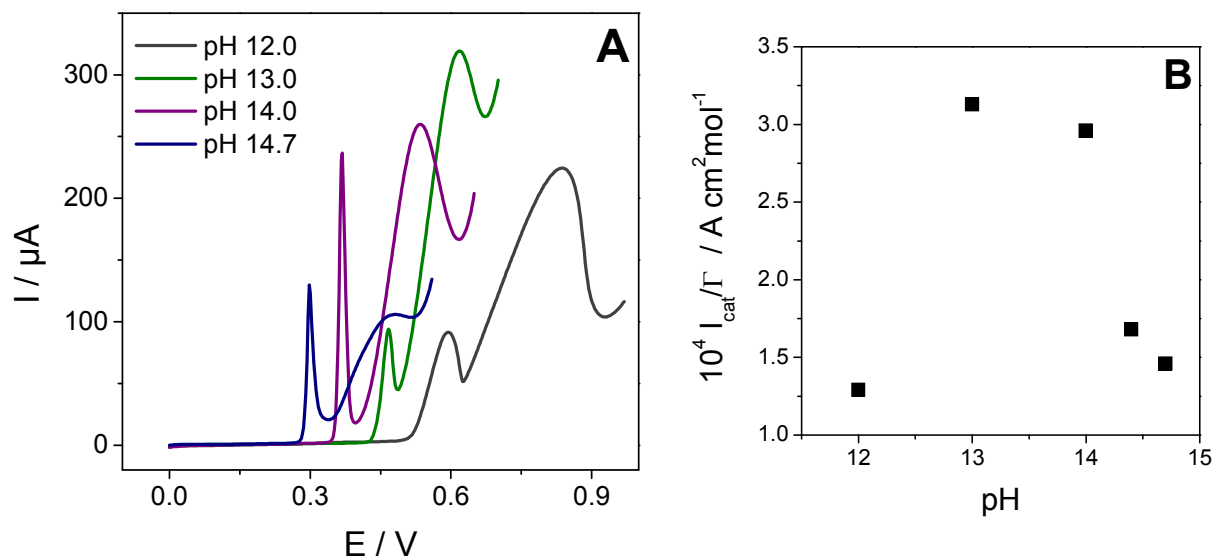 A
pH 12.0
pH 13.0
pH 14.0
pH 14.7
300
200
100
0
I / µA
0.0 0.3 0.6 0.9
E / V
B
3.5
3.0
2.5
2.0
1.5
1.0
10⁴ I_cat/Γ / A cm²mol⁻¹
12 13 14 15
pH